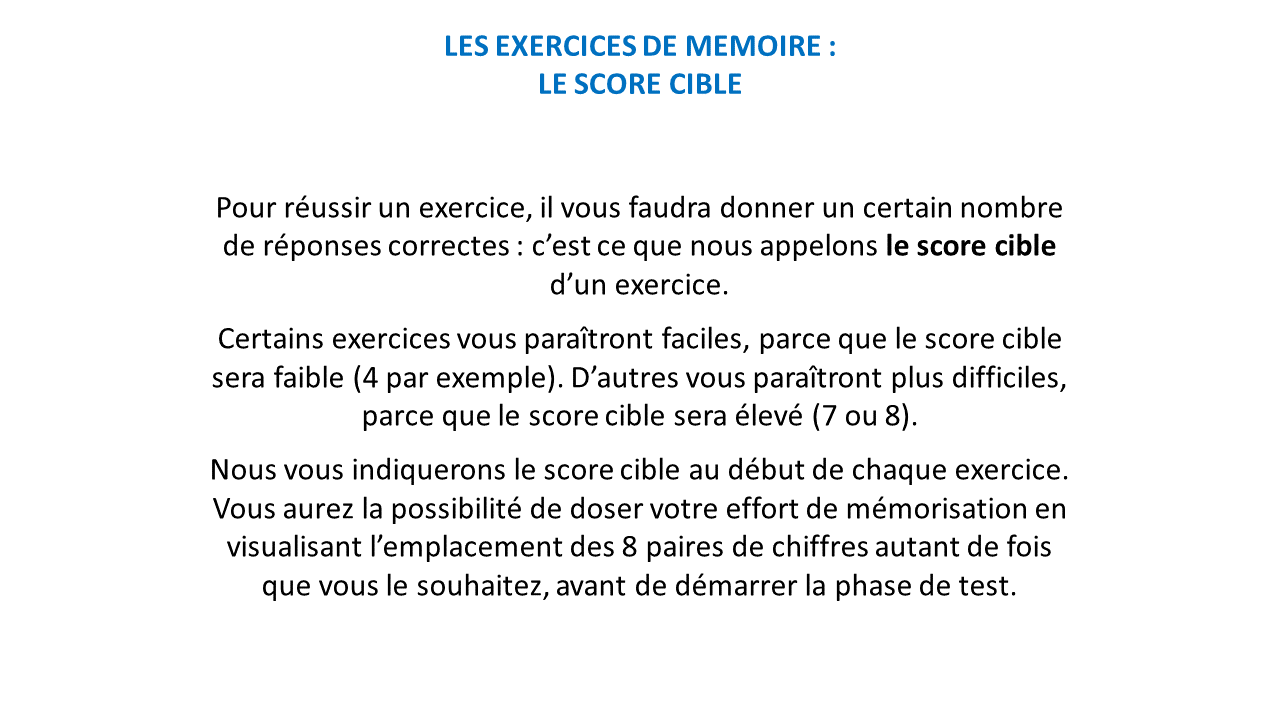 LES EXERCICES DE MEMOIRE :
LE SCORE CIBLE
Pour réussir un exercice, il vous faudra donner un certain nombre
de réponses correctes : c’est ce que nous appelons le score cible
d’un exercice.
Certains exercices vous paraîtront faciles, parce que le score cible
sera faible (4 par exemple). D’autres vous paraîtront plus difficiles,
parce que le score cible sera élevé (7 ou 8).
Nous vous indiquerons le score cible au début de chaque exercice.
Vous aurez la possibilité de doser votre effort de mémorisation en
visualisant l’emplacement des 8 paires de chiffres autant de fois
que vous le souhaitez, avant de démarrer la phase de test.